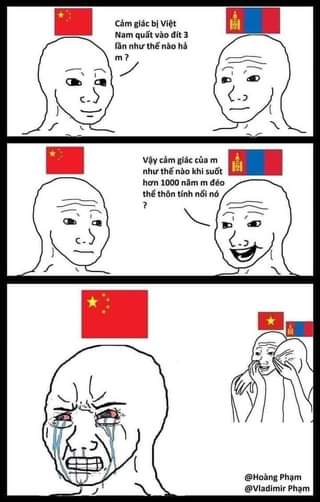 Cảm giác bị Việt
Nam quất vào đít 3
lần như thế nào hả
m ?
Vậy cảm giác của m
như thế nào khi suốt
hơn 1000 năm m đéo
thể thôn tính nổi nó
?
@Hoàng Phạm
@Vladimir Phạm